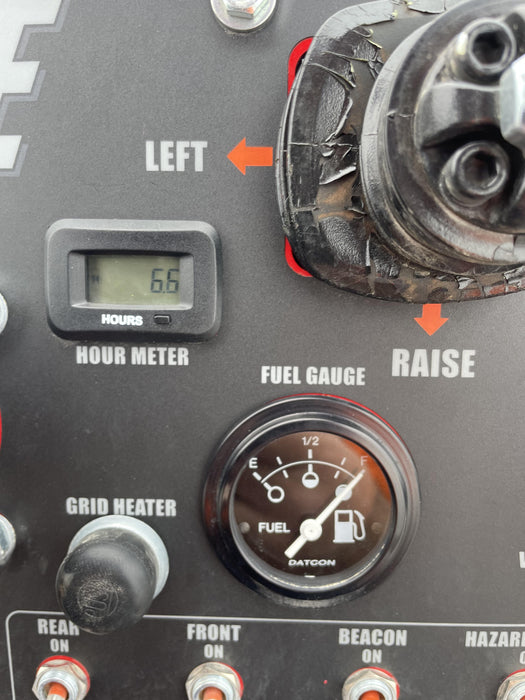 LEFT
6.6
HOURS
HOUR METER
RAISE
FUEL GAUGE
1/2
E
F
FUEL
DATCON
GRID HEATER
REAR
ON
FRONT
ON
BEACON
ON
HAZAR